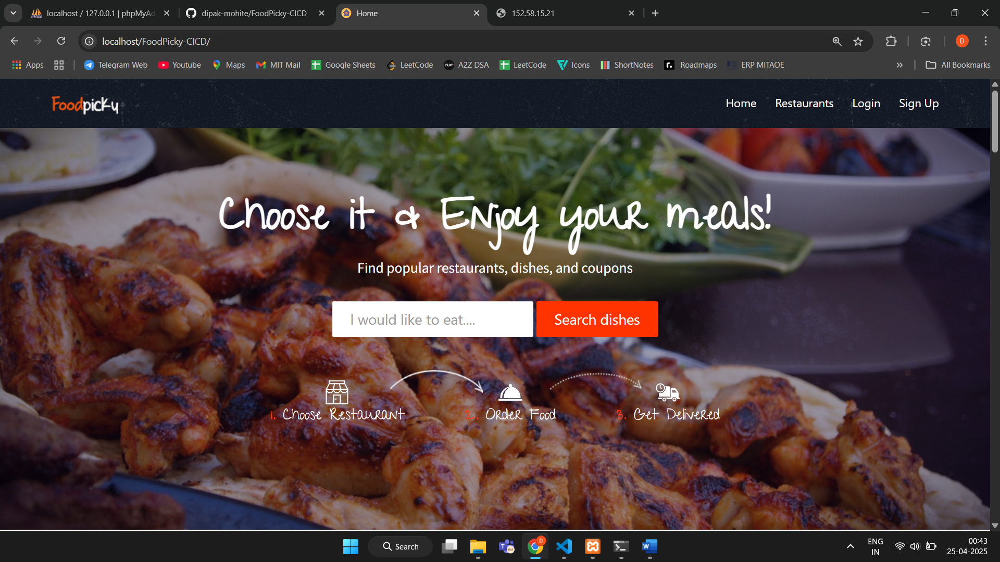 localhost / 127.0.0.1 | phpMyAd
dipak-mohite/FoodPicky-CICD
Home
152.58.15.21
localhost/FoodPicky-CICD/
D
Apps
Telegram Web
Youtube
Maps
MIT Mail
Google Sheets
LeetCode
A2Z DSA
LeetCode
Icons
ShortNotes
Roadmaps
ERP MITAOE
All Bookmarks
Foodpicky
Home
Restaurants
Login
Sign Up
Choose it & Enjoy your meals!
Find popular restaurants, dishes, and coupons
I would like to eat....
Search dishes
1. Choose Restaurant
2. Order Food
3. Get Delivered
Search
ENG
IN
00:43
25-04-2025